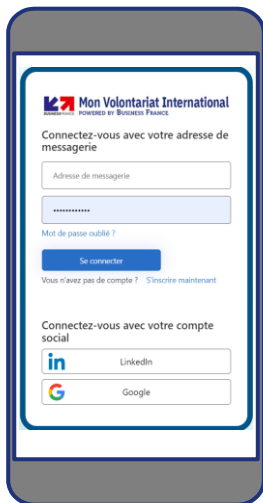 Mon Volontariat International
POWERED BY BUSINESS FRANCE
Connectez-vous avec votre adresse de
messagerie
Adresse de messagerie
••••••••••••
Mot de passe oublié ?
Se connecter
Vous n'avez pas de compte ? S'inscrire maintenant
Connectez-vous avec votre compte
social
in LinkedIn
G Google